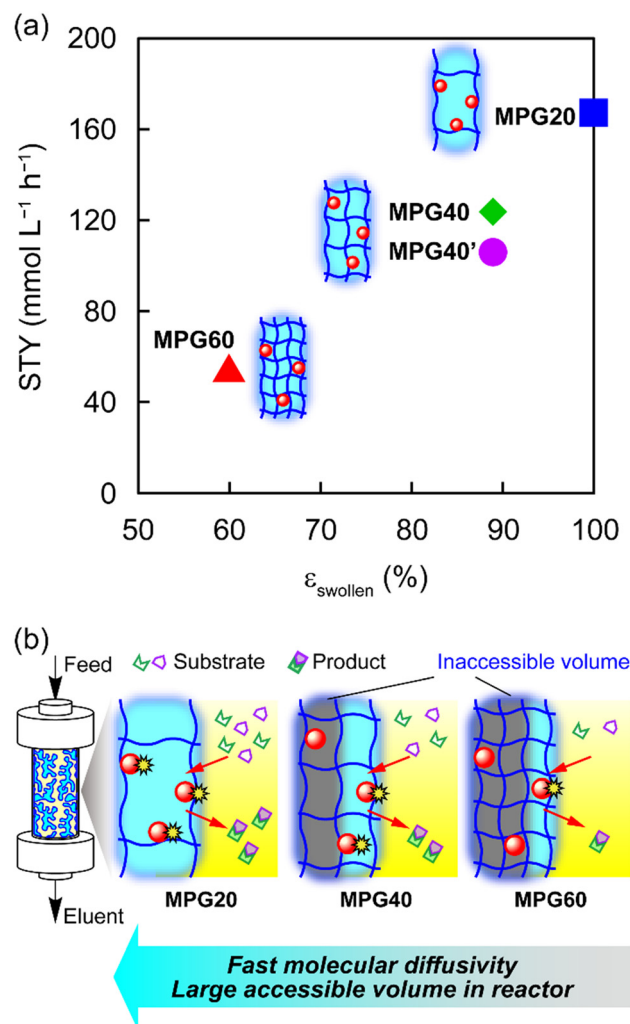 (a)
200
160
120
80
40
0
STY (mmol L⁻¹ h⁻¹)
MPG20
MPG40
MPG40’
MPG60
50 60 70 80 90 100
εswollen (%)
(b)
Feed
Substrate Product Inaccessible volume
Eluent
MPG20 MPG40 MPG60
Fast molecular diffusivity
Large accessible volume in reactor